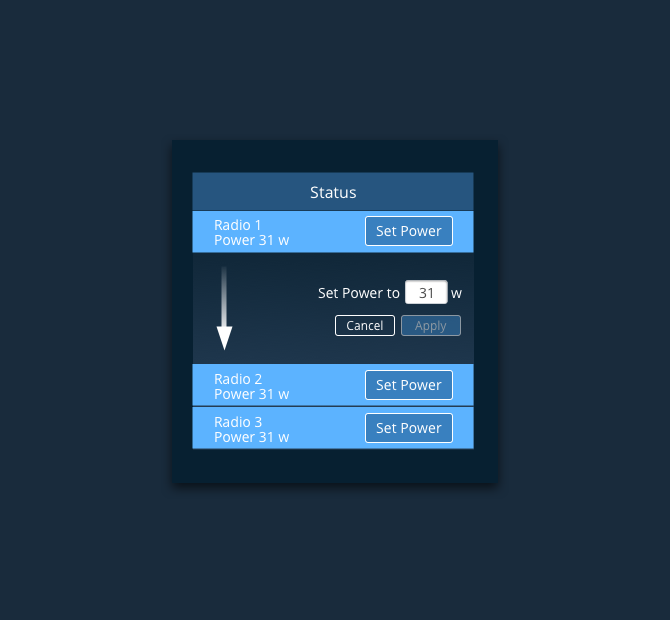 Status
Radio 1
Power 31 w
Set Power
Set Power to 31 w
Cancel Apply
Radio 2
Power 31 w
Set Power
Radio 3
Power 31 w
Set Power